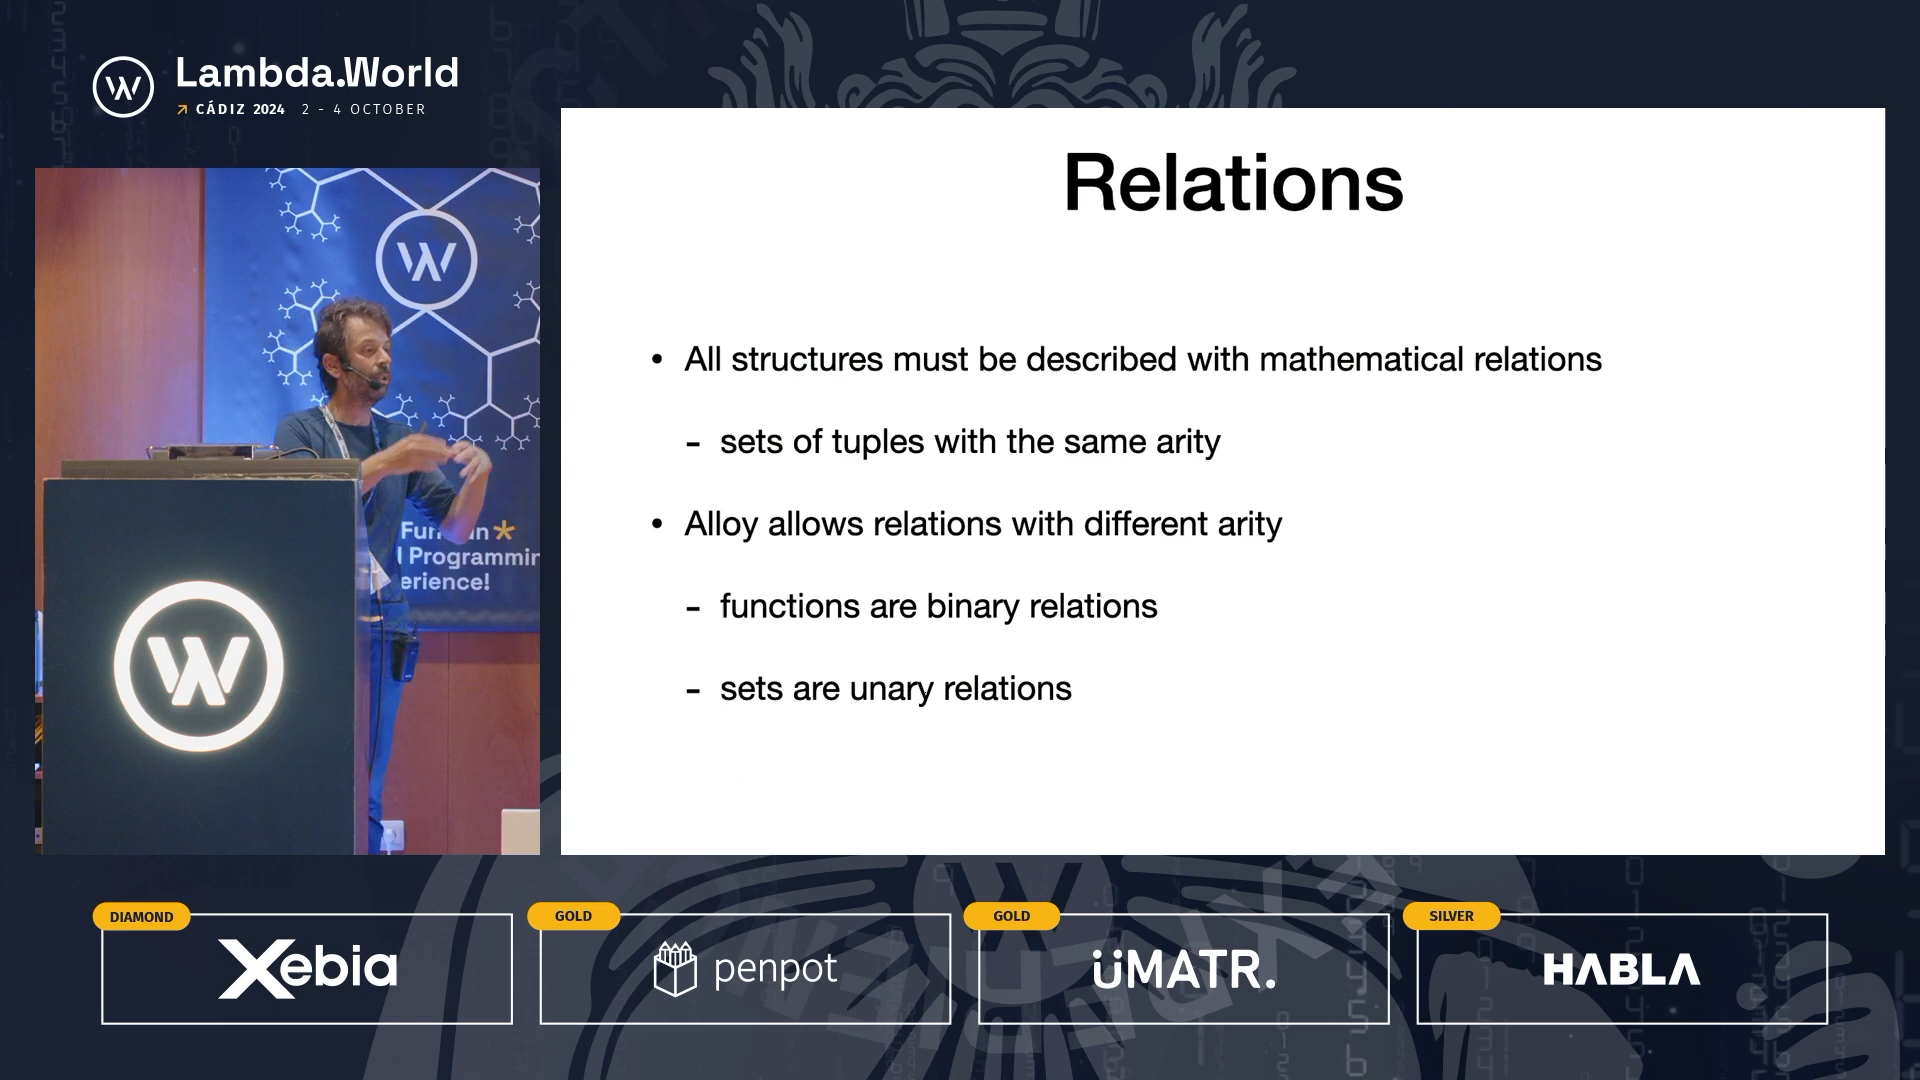 Lambda.World
CÁDIZ 2024 2 - 4 OCTOBER
Relations
• All structures must be described with mathematical relations
- sets of tuples with the same arity
• Alloy allows relations with different arity
- functions are binary relations
- sets are unary relations
Programmin
erience!
DIAMOND
Xebia
GOLD
penpot
GOLD
üMATR.
SILVER
HABLA